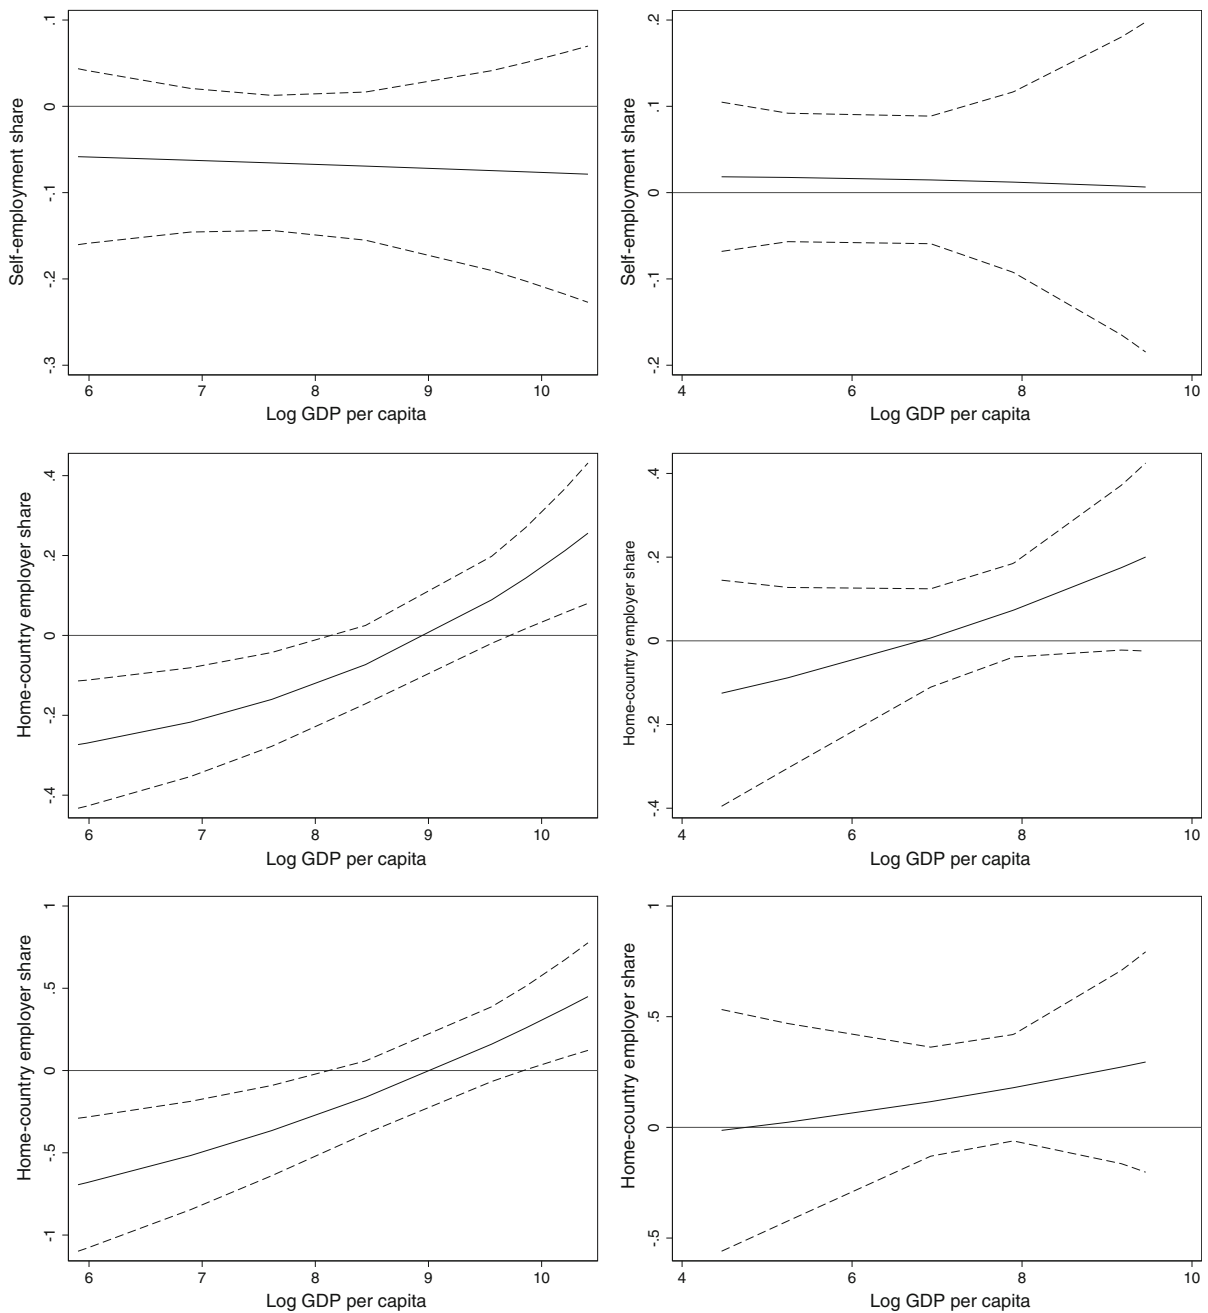 .1
0
-.1
-.2
-.3
Self-employment share
6 7 8 9 10
Log GDP per capita
.2
.1
0
-.1
-.2
Self-employment share
4 6 8 10
Log GDP per capita
.4
.2
0
-.2
-.4
Home-country employer share
6 7 8 9 10
Log GDP per capita
.4
.2
0
-.2
-.4
Home-country employer share
4 6 8 10
Log GDP per capita
1
.5
0
-.5
-1
Home-country employer share
6 7 8 9 10
Log GDP per capita
1
.5
0
-.5
Home-country employer share
4 6 8 10
Log GDP per capita